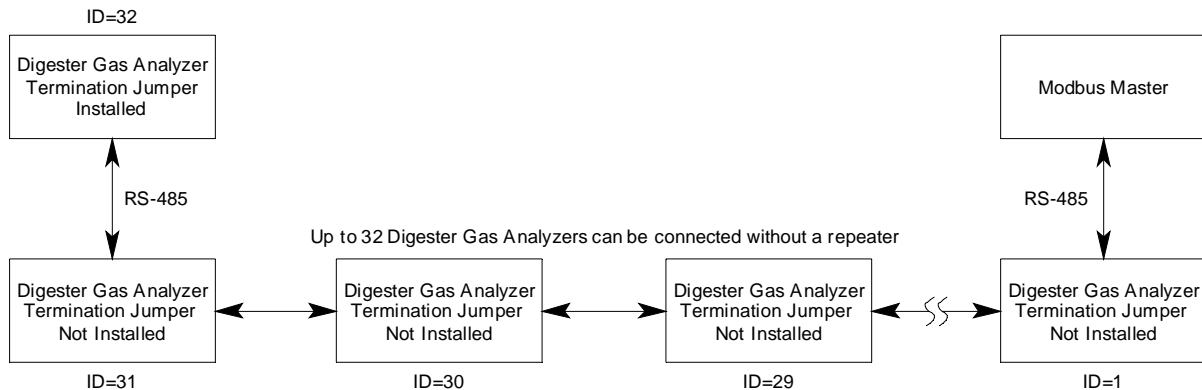 ID=32
Digester Gas Analyzer
Termination Jumper
Installed
Modbus Master
RS-485
RS-485
Up to 32 Digester Gas Analyzers can be connected without a repeater
Digester Gas Analyzer
Termination Jumper
Not Installed
Digester Gas Analyzer
Termination Jumper
Not Installed
Digester Gas Analyzer
Termination Jumper
Not Installed
Digester Gas Analyzer
Termination Jumper
Not Installed
ID=31
ID=30
ID=29
ID=1